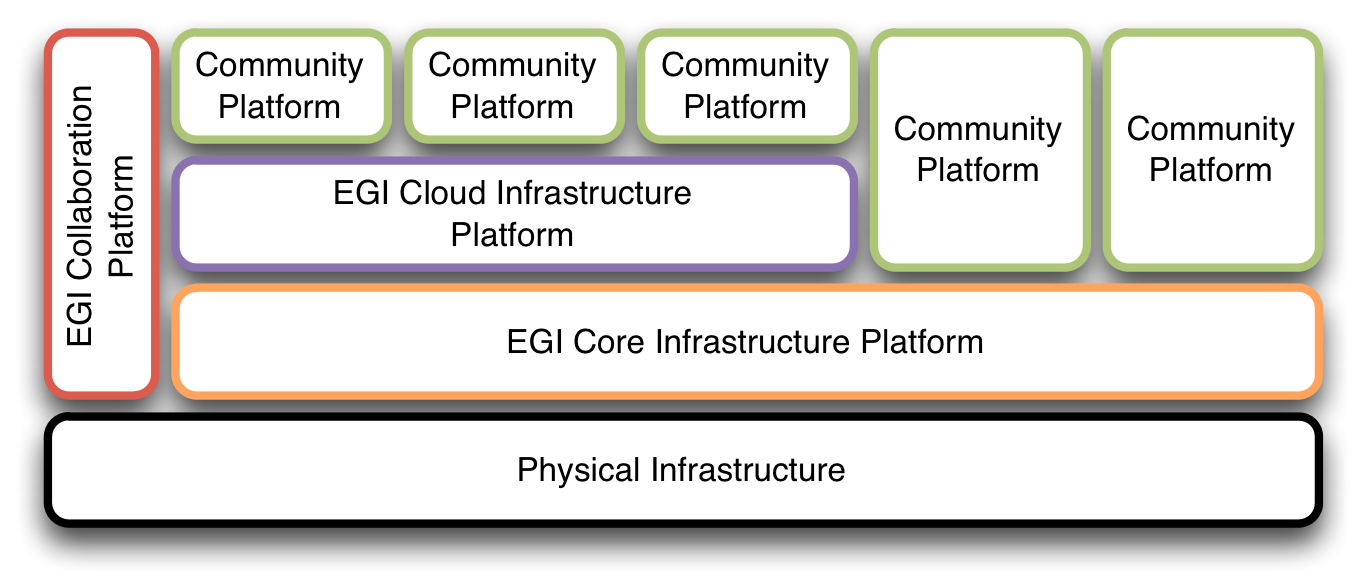 EGI Collaboration
Platform
Community
Platform
Community
Platform
Community
Platform
Community
Platform
Community
Platform
EGI Cloud Infrastructure
Platform
EGI Core Infrastructure Platform
Physical Infrastructure